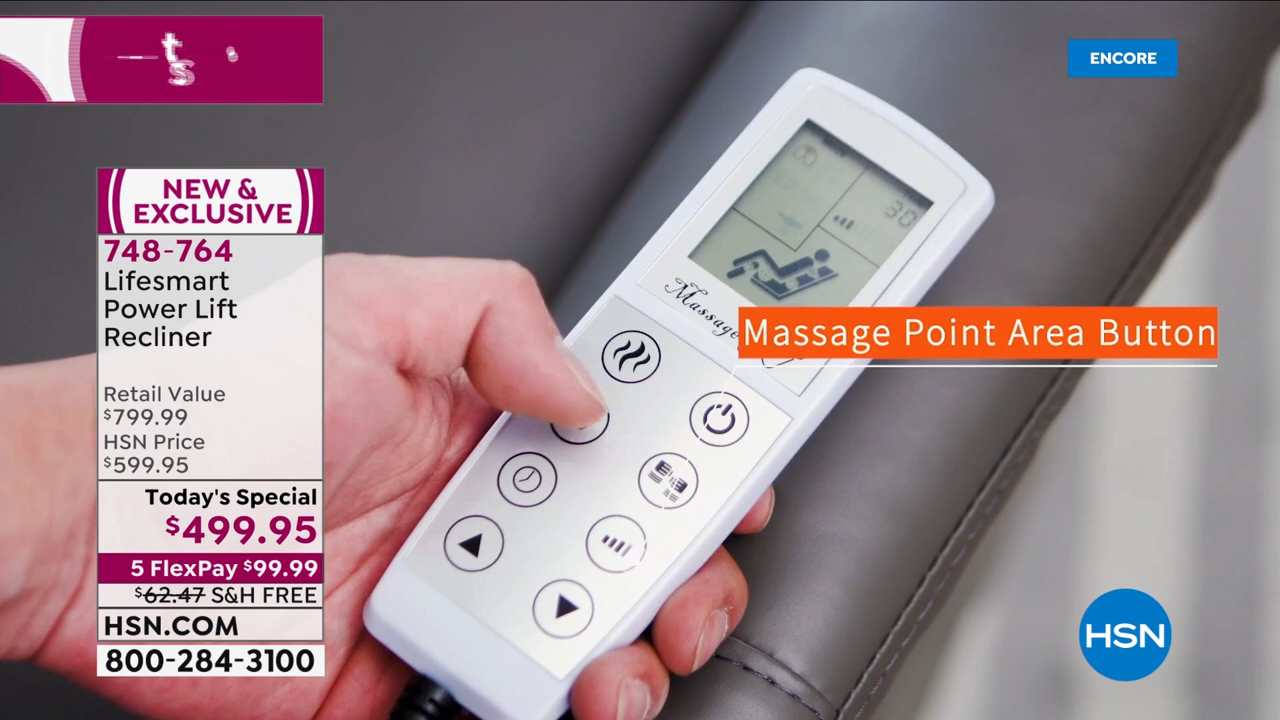 t
s
ENCORE
NEW &
EXCLUSIVE
748-764
Lifesmart
Power Lift
Recliner
Retail Value
$799.99
HSN Price
$599.95
Today's Special
$499.95
5 FlexPay $99.99
$62.47 S&H FREE
HSN.COM
800-284-3100
30
Massage
Massage Point Area Button
HSN